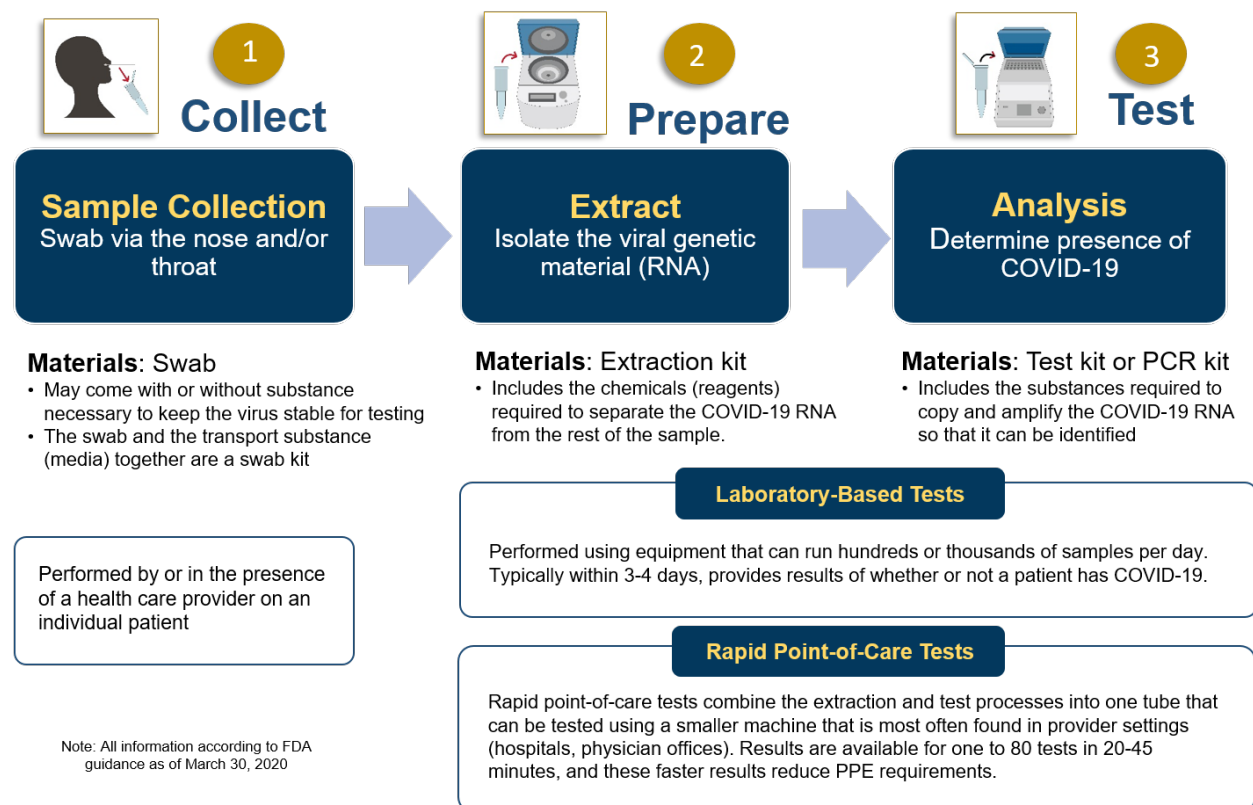 1
Collect
Sample Collection
Swab via the nose and/or
throat
Materials: Swab
• May come with or without substance
necessary to keep the virus stable for testing
• The swab and the transport substance
(media) together are a swab kit
Performed by or in the presence
of a health care provider on an
individual patient
Note: All information according to FDA
guidance as of March 30, 2020
2
Prepare
Extract
Isolate the viral genetic
material (RNA)
Materials: Extraction kit
• Includes the chemicals (reagents)
required to separate the COVID-19 RNA
from the rest of the sample.
3
Test
Analysis
Determine presence of
COVID-19
Materials: Test kit or PCR kit
• Includes the substances required to
copy and amplify the COVID-19 RNA
so that it can be identified
Laboratory-Based Tests
Performed using equipment that can run hundreds or thousands of samples per day.
Typically within 3-4 days, provides results of whether or not a patient has COVID-19.
Rapid Point-of-Care Tests
Rapid point-of-care tests combine the extraction and test processes into one tube that
can be tested using a smaller machine that is most often found in provider settings
(hospitals, physician offices). Results are available for one to 80 tests in 20-45
minutes, and these faster results reduce PPE requirements.